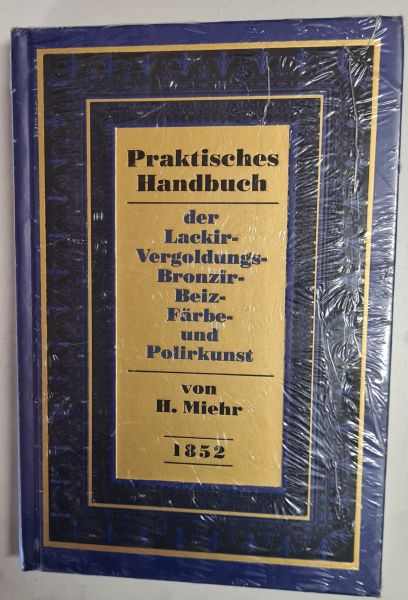 Praktisches
Handbuch
der
Lackir-
Vergoldungs-
Bronzir-
Beiz-
Färbe-
und
Polirkunst
von
H. Miehr
1852